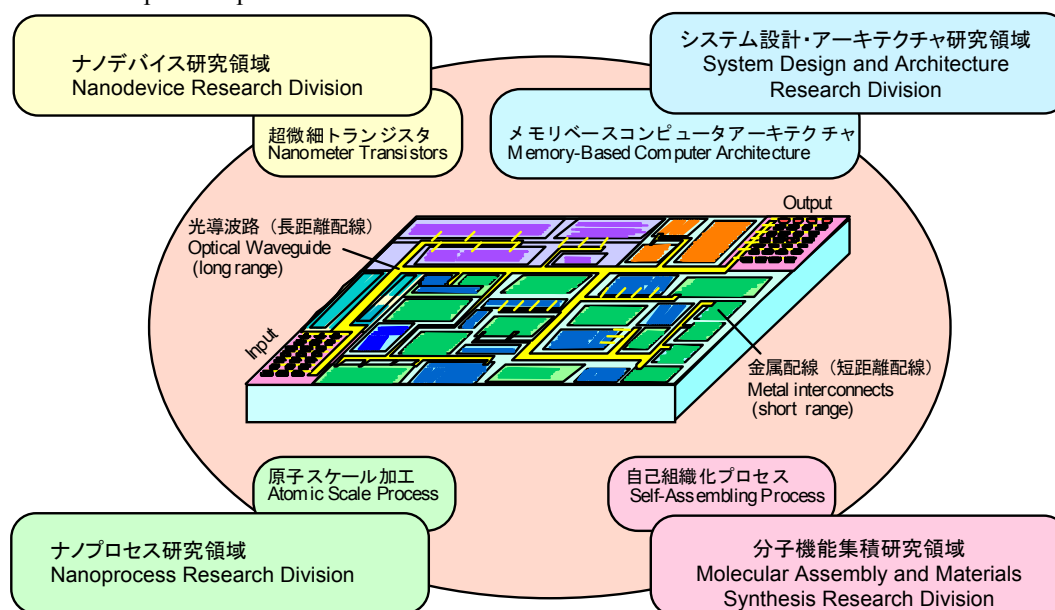 ナノデバイス研究領域
Nanodevice Research Division
システム設計・アーキテクチャ研究領域
System Design and Architecture
Research Division
超微細トランジスタ
Nanometer Transistors
メモリベースコンピュータアーキテクチャ
Memory-Based Computer Architecture
光導波路（長距離配線）
Optical Waveguide
(long range)
Output
Input
金属配線（短距離配線）
Metal interconnects
(short range)
原子スケール加工
Atomic Scale Process
自己組織化プロセス
Self-Assembling Process
ナノプロセス研究領域
Nanoprocess Research Division
分子機能集積研究領域
Molecular Assembly and Materials
Synthesis Research Division